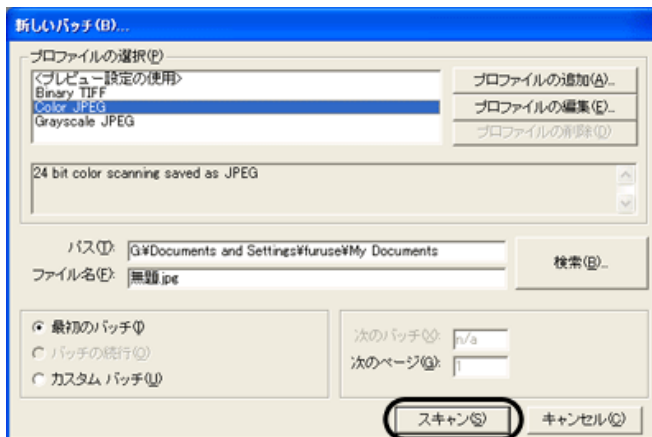 新しいバッチ(B)...
プロファイルの選択(P)
<プレビュー設定の使用>
Binary TIFF
Color JPEG
Grayscale JPEG
プロファイルの追加(A)...
プロファイルの編集(E)...
プロファイルの削除(D)
24 bit color scanning saved as JPEG
パス(T): G:¥Documents and Settings¥furuse¥My Documents
ファイル名(F): 無題.jpg
検索(B)...
最初のバッチ(I)
バッチの続行(O)
カスタム バッチ(U)
次のバッチ(X): n/a
次のページ(G): 1
スキャン(S)
キャンセル(C)